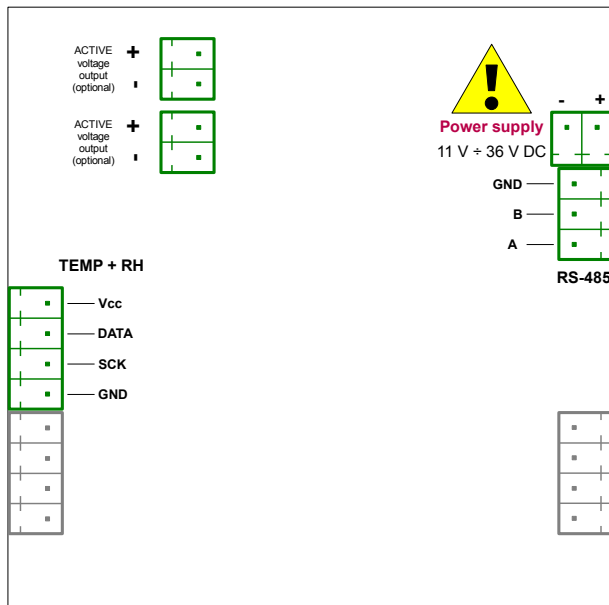 ACTIVE +
voltage
output
(optional) -
ACTIVE +
voltage
output
(optional) -
!
- +
Power supply
11 V ÷ 36 V DC
GND
B
A
RS-485
TEMP + RH
Vcc
DATA
SCK
GND